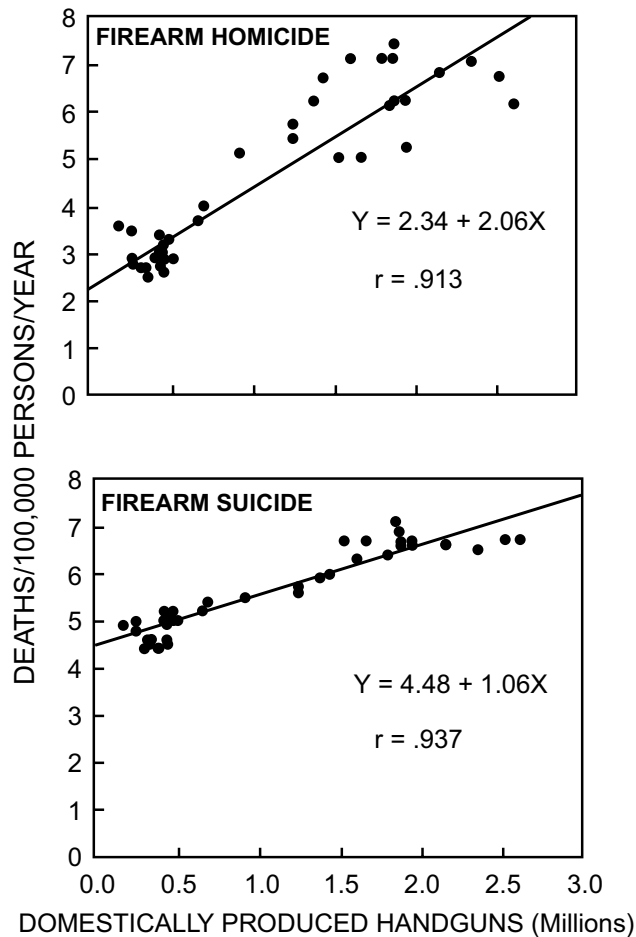 8
FIREARM HOMICIDE
7
6
5
4
Y = 2.34 + 2.06X
3
r = .913
2
1
0
DEATHS/100,000 PERSONS/YEAR
8
FIREARM SUICIDE
7
6
5
4
Y = 4.48 + 1.06X
3
r = .937
2
1
0
0.0 0.5 1.0 1.5 2.0 2.5 3.0
DOMESTICALLY PRODUCED HANDGUNS (Millions)